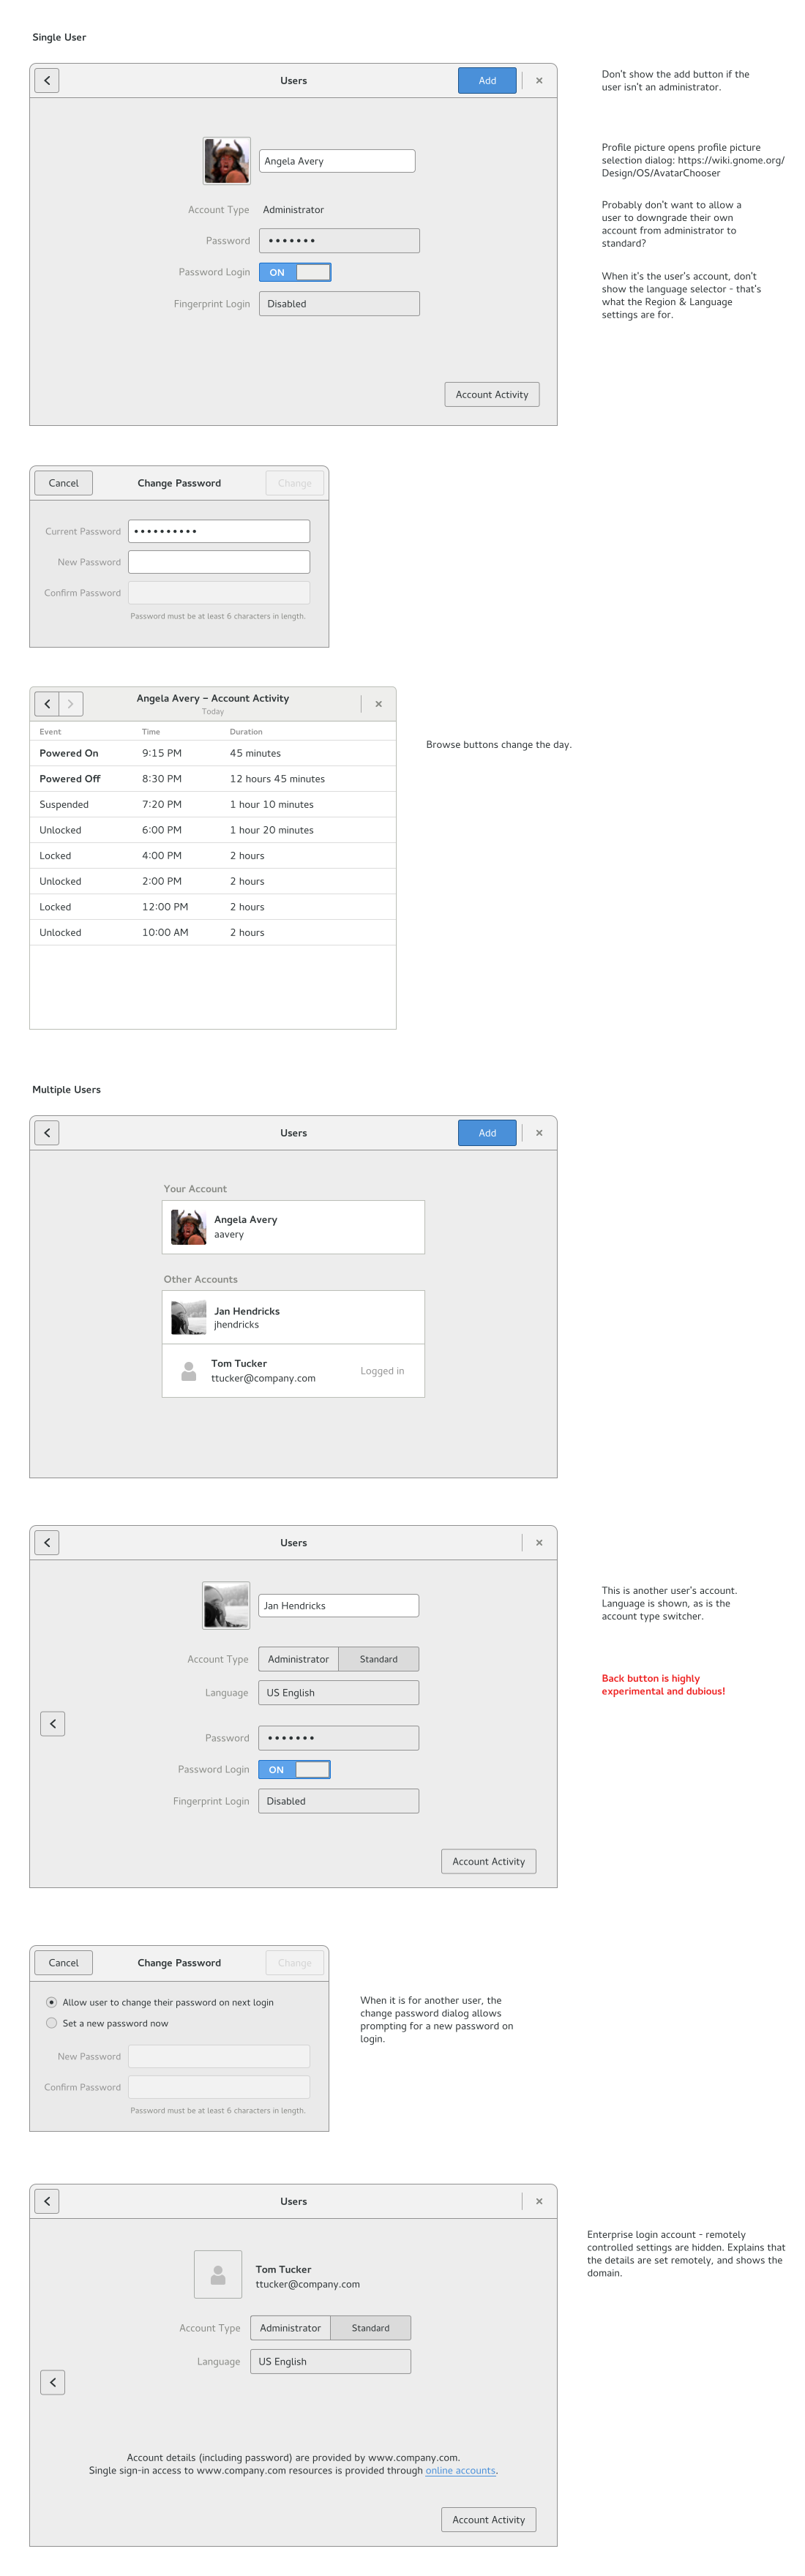 Single User
Users
Add
Don't show the add button if the
user isn't an administrator.
Angela Avery
Profile picture opens profile picture
selection dialog: https://wiki.gnome.org/
Design/OS/AvatarChooser
Account Type Administrator
Probably don't want to allow a
user to downgrade their own
account from administrator to
standard?
Password •••••••
Password Login ON
When it's the user's account, don't
show the language selector - that's
what the Region & Language
settings are for.
Fingerprint Login Disabled
Account Activity
Cancel Change Password Change
Current Password ••••••••••
New Password
Confirm Password
Password must be at least 6 characters in length.
Angela Avery – Account Activity
Today
Event Time Duration
Powered On 9:15 PM 45 minutes
Powered Off 8:30 PM 12 hours 45 minutes
Suspended 7:20 PM 1 hour 10 minutes
Unlocked 6:00 PM 1 hour 20 minutes
Locked 4:00 PM 2 hours
Unlocked 2:00 PM 2 hours
Locked 12:00 PM 2 hours
Unlocked 10:00 AM 2 hours
Browse buttons change the day.
Multiple Users
Users
Add
Your Account
Angela Avery
aavery
Other Accounts
Jan Hendricks
jhendricks
Tom Tucker
ttucker@company.com
Logged in
Users
Jan Hendricks
This is another user's account.
Language is shown, as is the
account type switcher.
Account Type Administrator Standard
Language US English
Back button is highly
experimental and dubious!
Password •••••••
Password Login ON
Fingerprint Login Disabled
Account Activity
Cancel Change Password Change
Allow user to change their password on next login
Set a new password now
New Password
Confirm Password
Password must be at least 6 characters in length.
When it is for another user, the
change password dialog allows
prompting for a new password on
login.
Users
Tom Tucker
ttucker@company.com
Enterprise login account - remotely
controlled settings are hidden. Explains that
the details are set remotely, and shows the
domain.
Account Type Administrator Standard
Language US English
Account details (including password) are provided by www.company.com.
Single sign-in access to www.company.com resources is provided through online accounts.
Account Activity